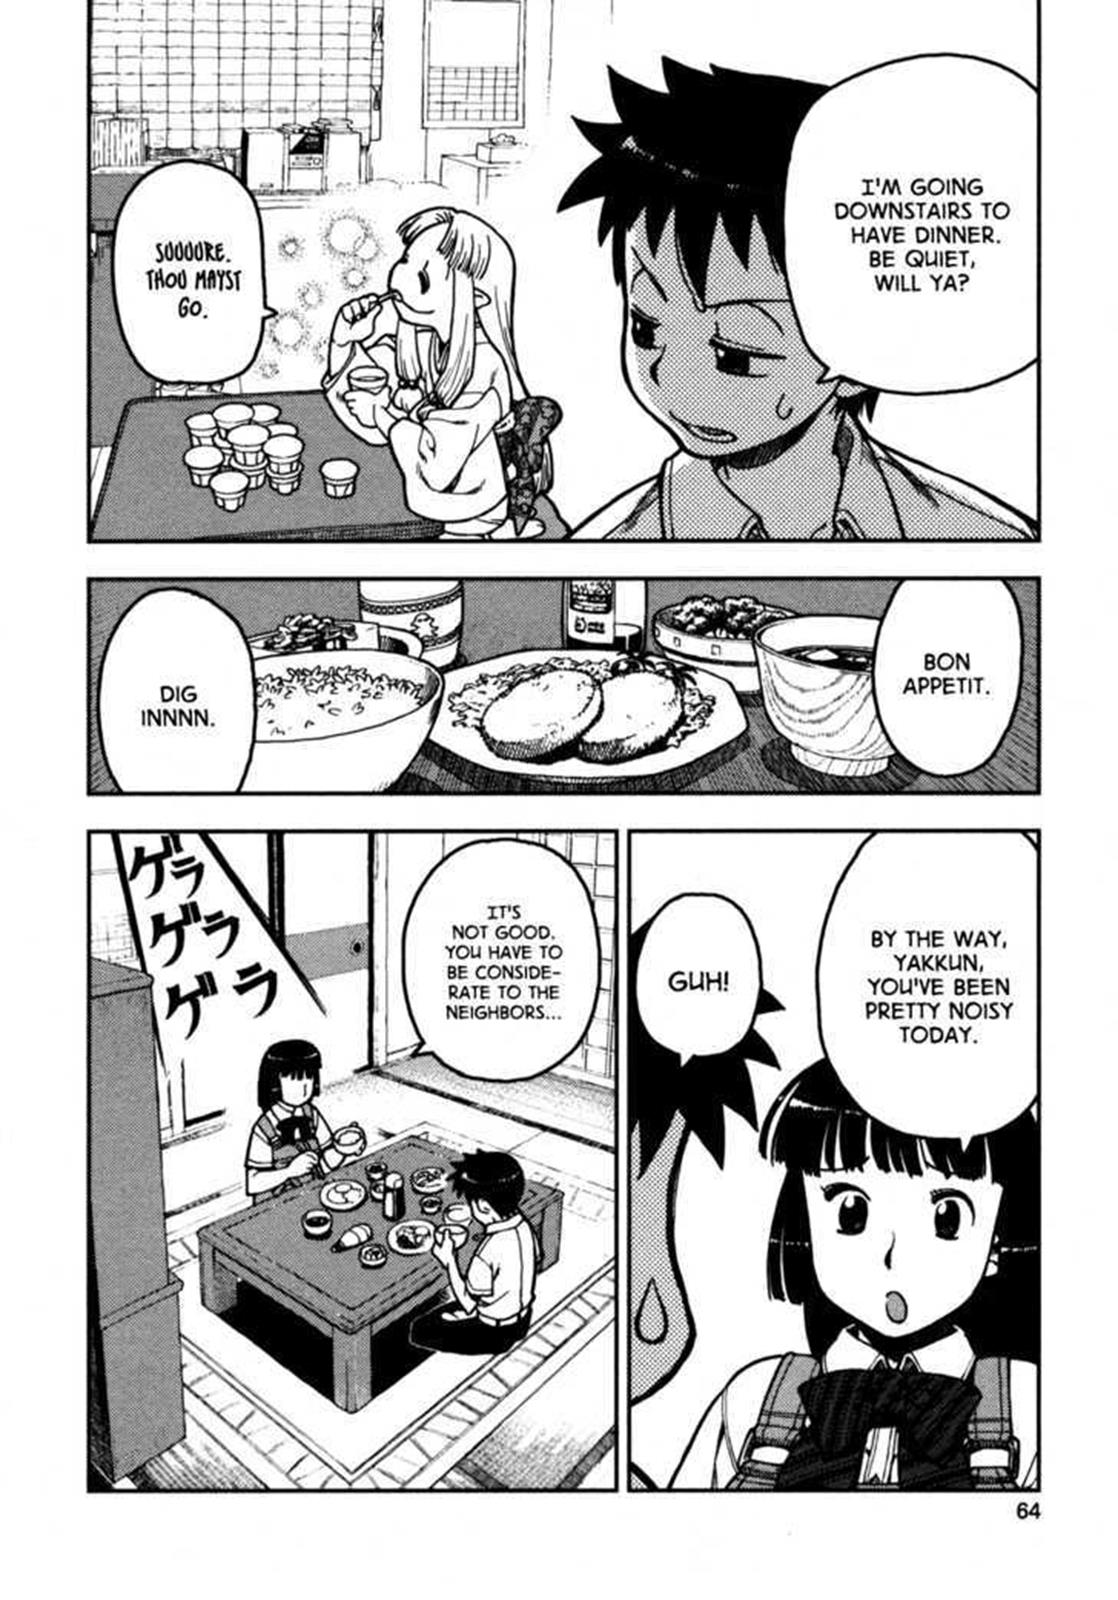 I'M GOING
DOWNSTAIRS TO
HAVE DINNER.
BE QUIET,
WILL YA?
SUUUURE.
THOU MAYST
GO.
BON
APPETIT.
DIG
INNNN.
BY THE WAY,
YAKKUN,
YOU'VE BEEN
PRETTY NOISY
TODAY.
GUH!
IT'S
NOT GOOD.
YOU HAVE TO
BE CONSIDE-
RATE TO THE
NEIGHBORS...
ゲラ
ゲラ
ゲラ
64